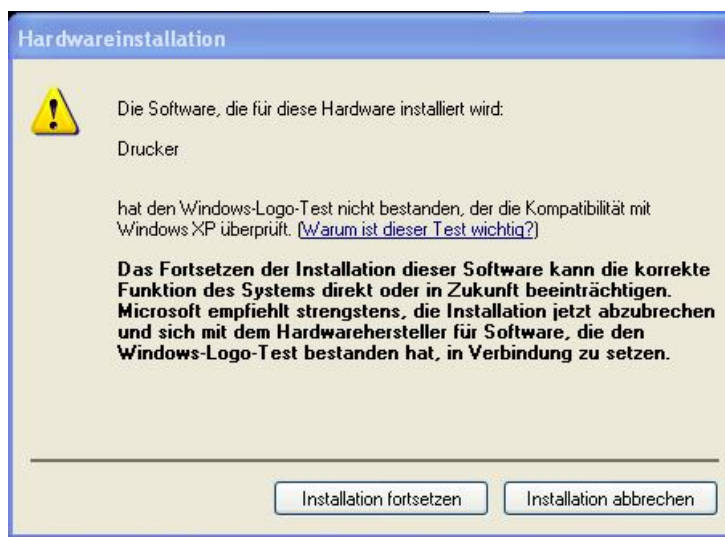 Hardwareinstallation
Die Software, die für diese Hardware installiert wird:
Drucker
hat den Windows-Logo-Test nicht bestanden, der die Kompatibilität mit
Windows XP überprüft. (Warum ist dieser Test wichtig?)
Das Fortsetzen der Installation dieser Software kann die korrekte
Funktion des Systems direkt oder in Zukunft beeinträchtigen.
Microsoft empfiehlt strengstens, die Installation jetzt abzubrechen
und sich mit dem Hardwarehersteller für Software, die den
Windows-Logo-Test bestanden hat, in Verbindung zu setzen.
Installation fortsetzen
Installation abbrechen